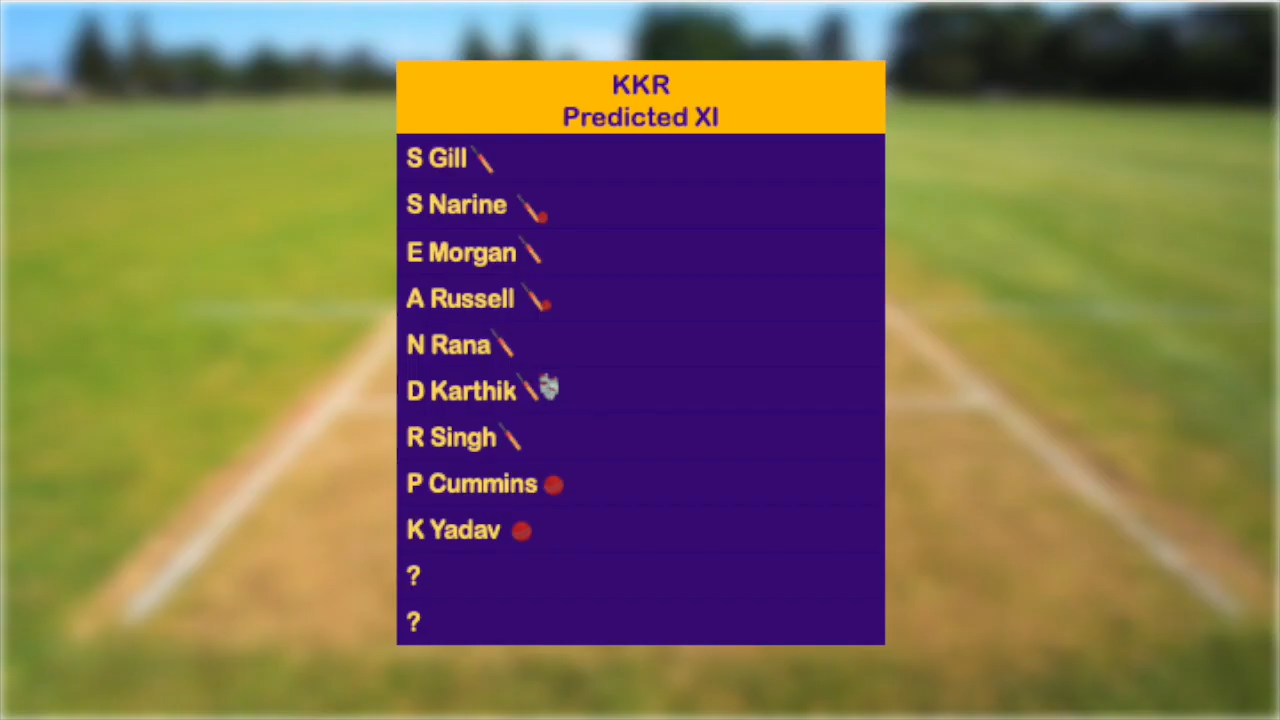 KKR
Predicted XI
S Gill
S Narine
E Morgan
A Russell
N Rana
D Karthik
R Singh
P Cummins
K Yadav
?
?